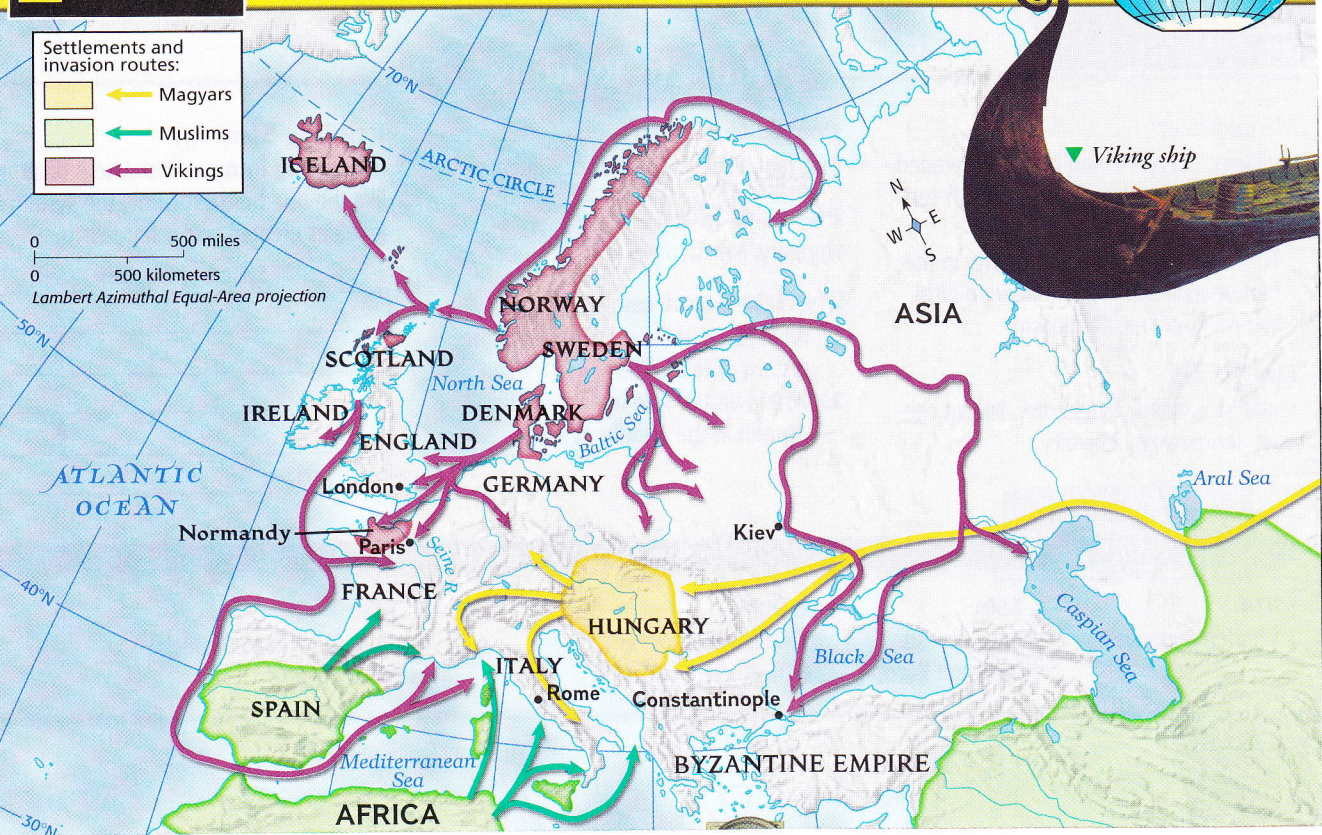 Settlements and
invasion routes:
Magyars
Muslims
Vikings
0 500 miles
0 500 kilometers
Lambert Azimuthal Equal-Area projection
70°N
ARCTIC CIRCLE
ICELAND
Viking ship
N
E
W
S
ASIA
NORWAY
SWEDEN
50°N
SCOTLAND
North Sea
IRELAND
DENMARK
Baltic Sea
ENGLAND
ATLANTIC
OCEAN
London
GERMANY
Aral Sea
Normandy
Paris
Seine R.
Kiev
40°N
FRANCE
HUNGARY
Caspian Sea
Black Sea
ITALY
Rome
Constantinople
SPAIN
Mediterranean
Sea
BYZANTINE EMPIRE
AFRICA
30°N